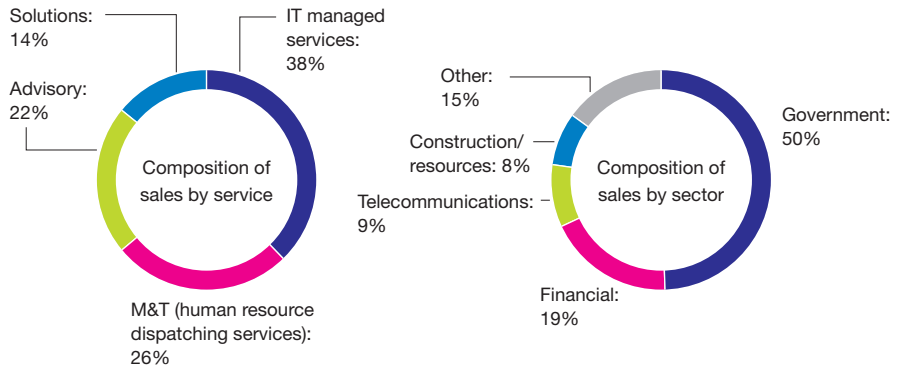 Solutions:
14%
IT managed
services:
38%
Advisory:
22%
Composition of
sales by service
M&T (human resource
dispatching services):
26%
Other:
15%
Government:
50%
Construction/
resources: 8%
Composition of
sales by sector
Telecommunications:
9%
Financial:
19%